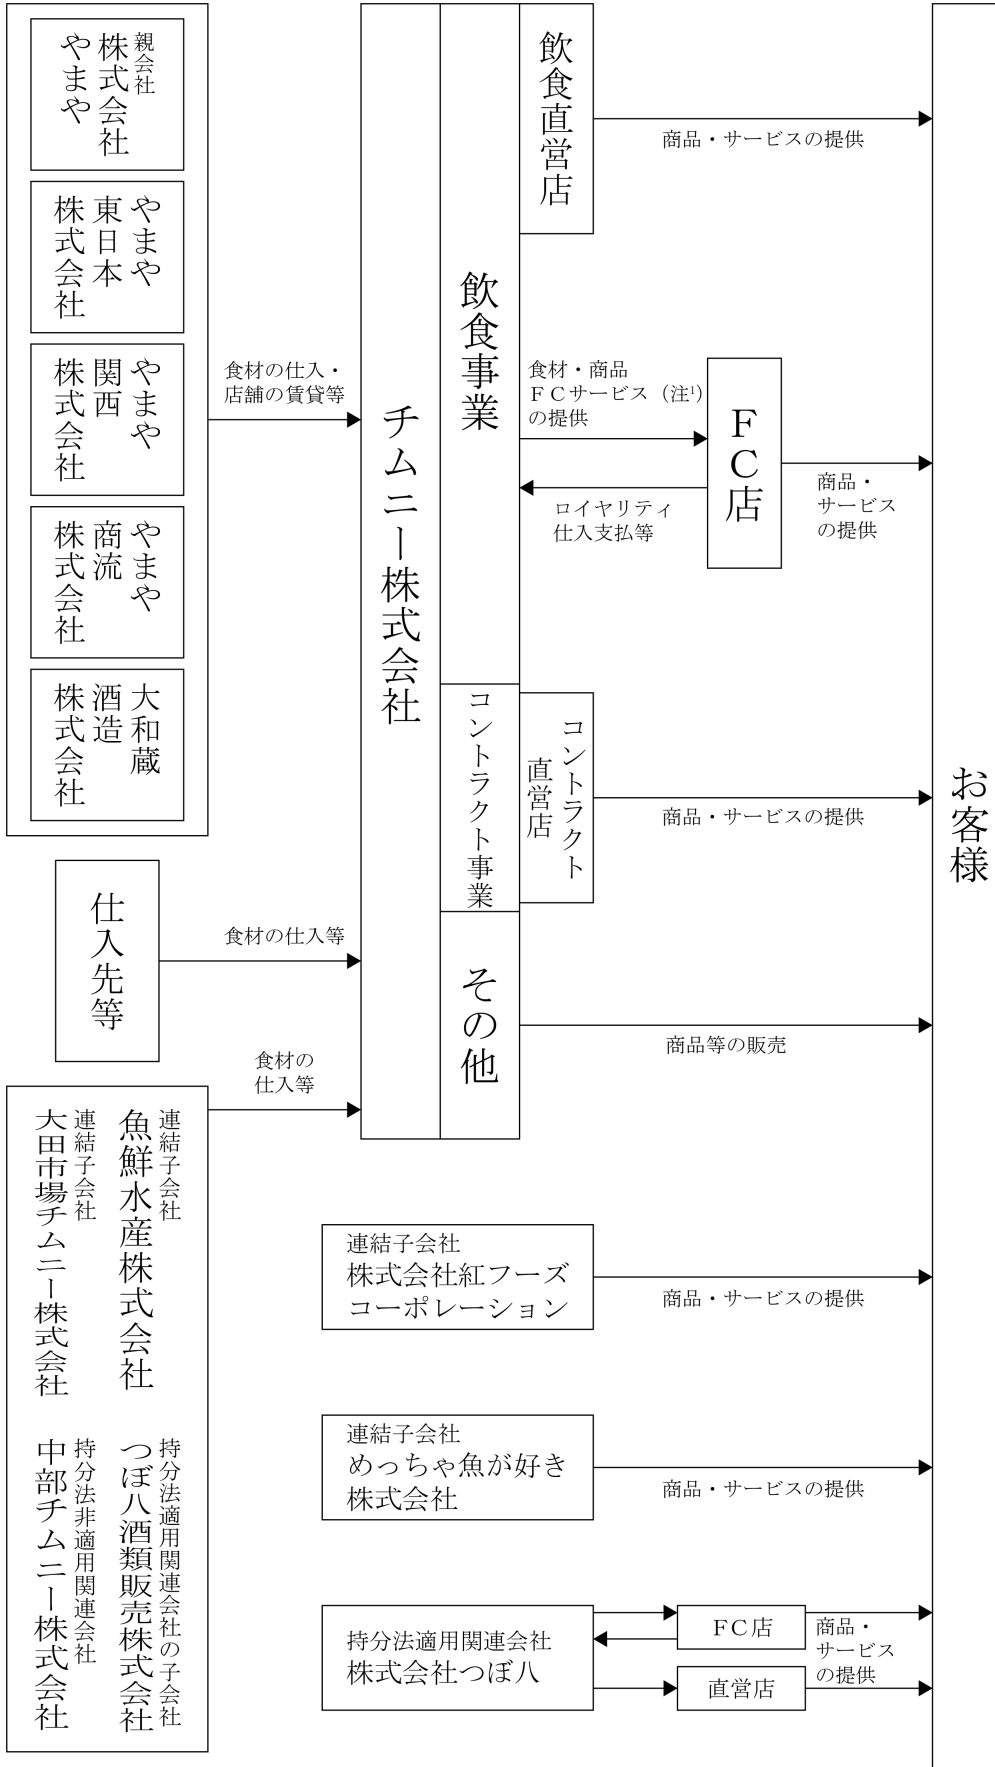 親会社
株式会社
やまや
やまや
東日本
株式会社
やまや
関西
株式会社
やまや
商流
株式会社
大和蔵
酒造
株式会社
食材の仕入・
店舗の賃貸等
仕入先等
食材の仕入等
食材の
仕入等
連結子会社
魚鮮水産株式会社
連結子会社
大田市場チムニー株式会社
持分法適用関連会社の子会社
つぼ八酒類販売株式会社
持分法非適用関連会社
中部チムニー株式会社
チムニー株式会社
飲食事業
コントラクト事業
その他
飲食直営店
商品・サービスの提供
食材・商品
FCサービス（注¹）
の提供
ロイヤリティ
仕入支払等
FC店
商品・
サービス
の提供
コントラクト
直営店
商品・サービスの提供
商品等の販売
連結子会社
株式会社紅フーズ
コーポレーション
商品・サービスの提供
連結子会社
めっちゃ魚が好き
株式会社
商品・サービスの提供
持分法適用関連会社
株式会社つぼ八
FC店
直営店
商品・
サービス
の提供
お客様